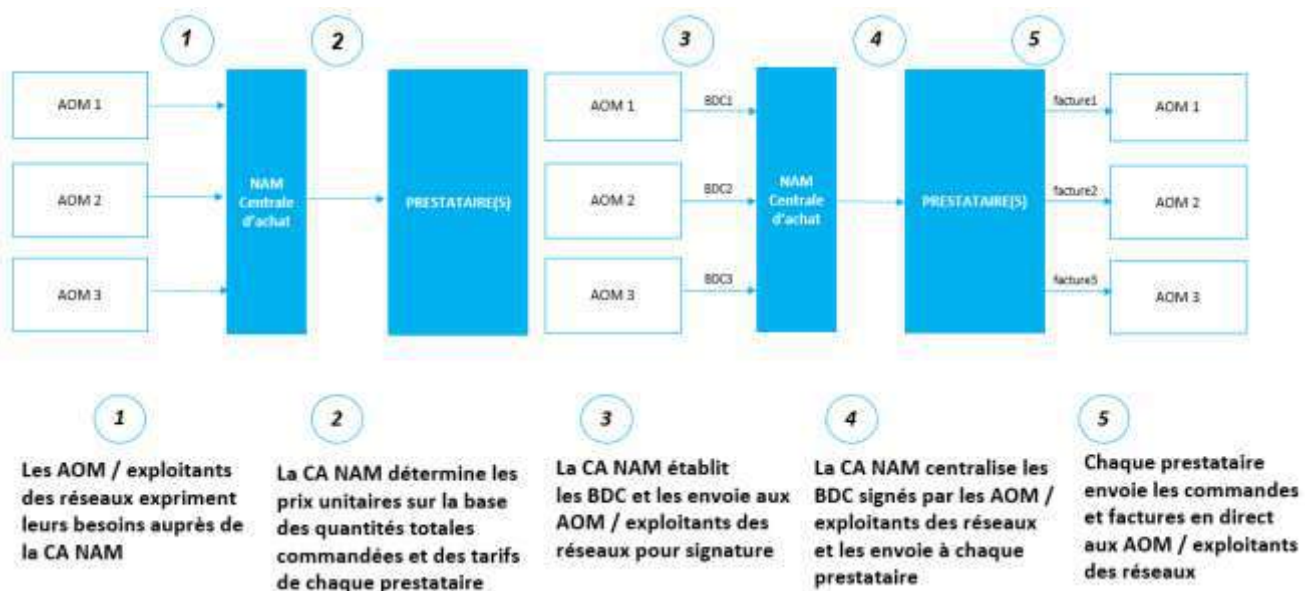 1
2
3
4
5
AOM 1
AOM 2
AOM 3
NAM
Centrale
d'achat
PRESTATAIRE(S)
AOM 1
AOM 2
AOM 3
BDC1
BDC2
BDC3
NAM
Centrale
d'achat
PRESTATAIRE(S)
facture1
facture2
facture3
AOM 1
AOM 2
AOM 3
1
Les AOM / exploitants
des réseaux expriment
leurs besoins auprès de
la CA NAM
2
La CA NAM détermine les
prix unitaires sur la base
des quantités totales
commandées et des tarifs
de chaque prestataire
3
La CA NAM établit
les BDC et les envoie aux
AOM / exploitants des
réseaux pour signature
4
La CA NAM centralise les
BDC signés par les AOM /
exploitants des réseaux
et les envoie à chaque
prestataire
5
Chaque prestataire
envoie les commandes
et factures en direct
aux AOM / exploitants
des réseaux